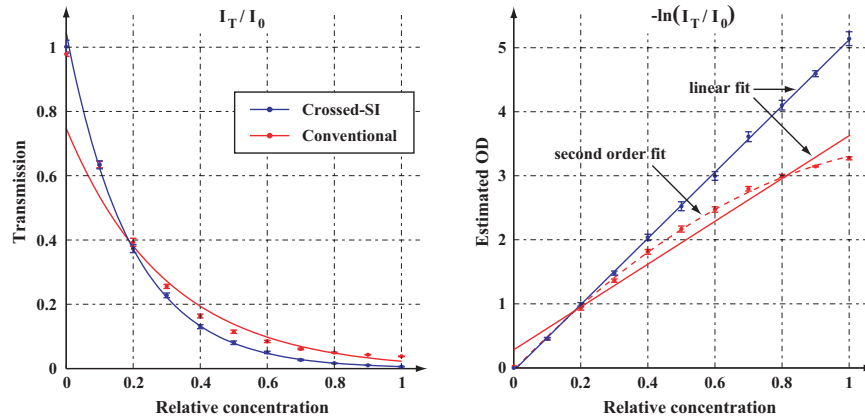 I_T / I_0
Transmission
1
0.8
0.6
0.4
0.2
0
Crossed-SI
Conventional
0 0.2 0.4 0.6 0.8 1
Relative concentration
-ln(I_T / I_0)
Estimated OD
5
4
3
2
1
0
linear fit
second order fit
0 0.2 0.4 0.6 0.8 1
Relative concentration